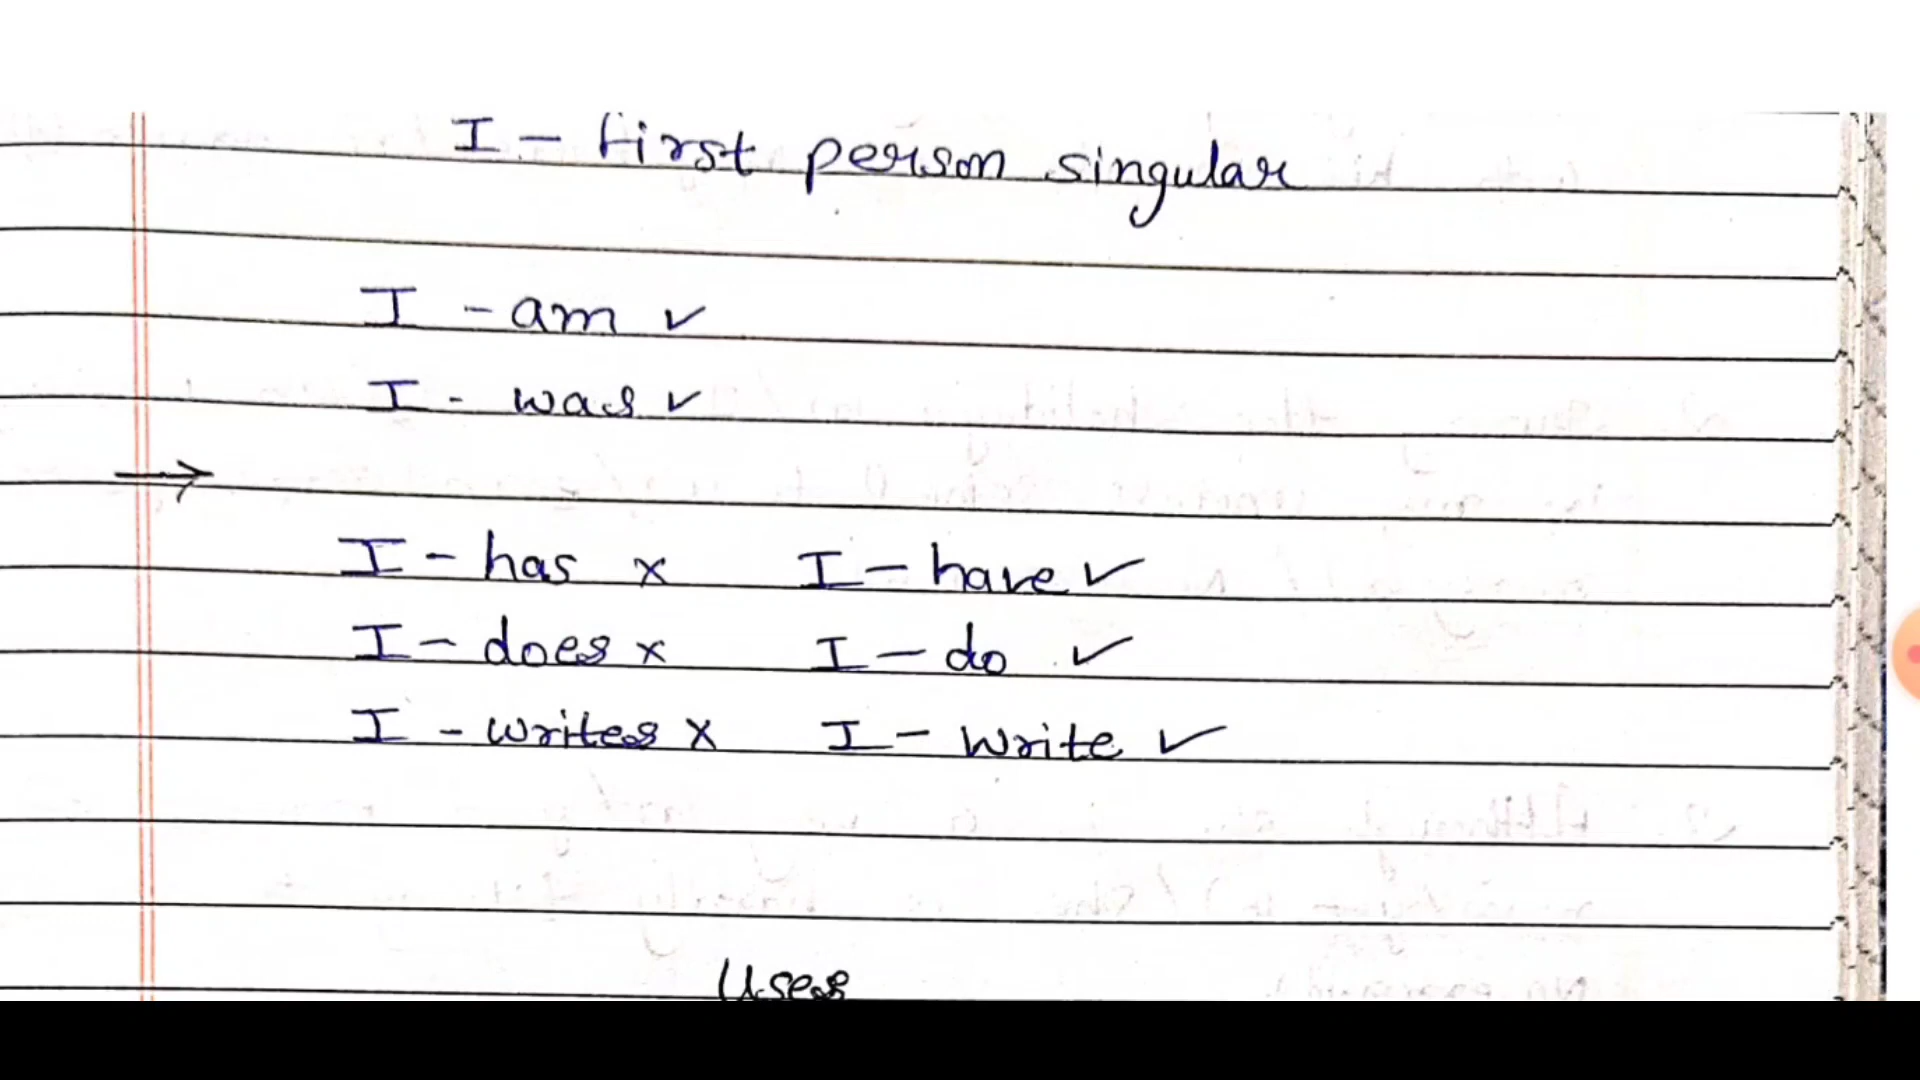 I - first person singular
I - am ✓
I - was ✓
→
I - has × I - have ✓
I - does × I - do ✓
I - writes × I - write ✓
Uses